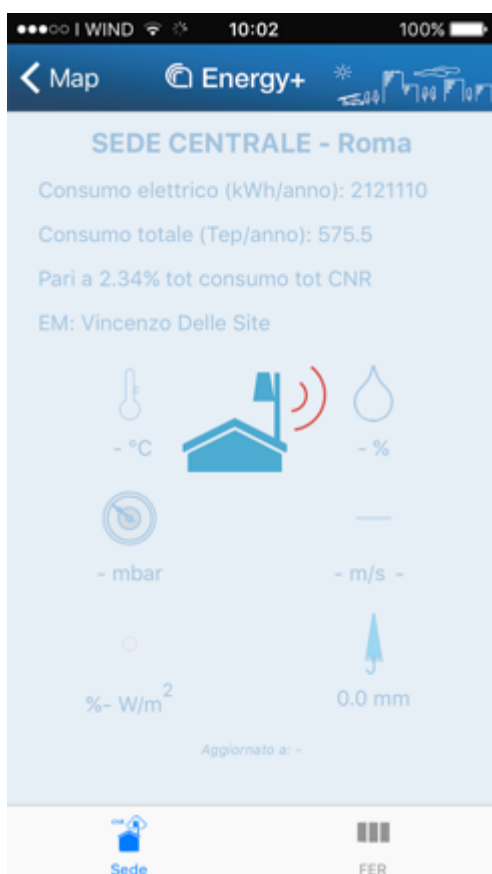 WIND 10:02 100%
Map Energy+
SEDE CENTRALE - Roma
Consumo elettrico (kWh/anno): 2121110
Consumo totale (Tep/anno): 575.5
Pari a 2.34% tot consumo tot CNR
EM: Vincenzo Delle Site
- °C - %
- mbar - m/s -
%- W/m² 0.0 mm
Aggiornato a: -
CNR
Sede FER